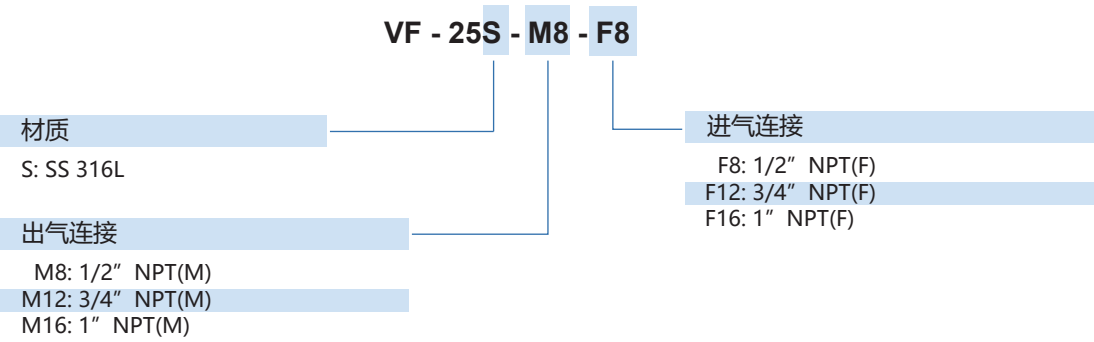 VF - 25S - M8 - F8
材质
S: SS 316L
出气连接
M8: 1/2″ NPT(M)
M12: 3/4″ NPT(M)
M16: 1″ NPT(M)
进气连接
F8: 1/2″ NPT(F)
F12: 3/4″ NPT(F)
F16: 1″ NPT(F)